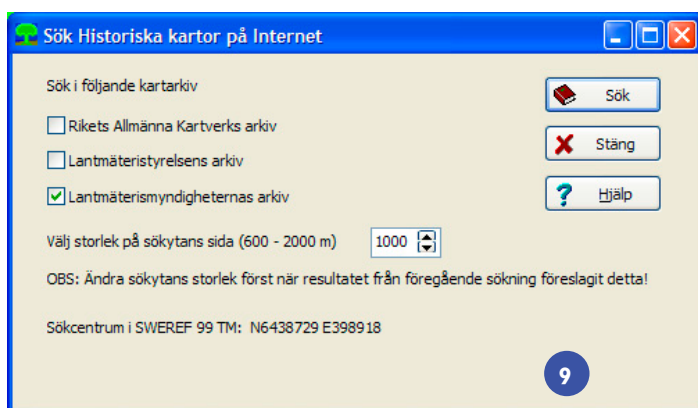 Sök Historiska kartor på Internet
Sök i följande kartarkiv
Sök
Rikets Allmänna Kartverks arkiv
Stäng
Lantmäteristyrelsens arkiv
Lantmäterismyndigheternas arkiv
Hjälp
Välj storlek på sökytans sida (600 - 2000 m) 1000
OBS: Ändra sökytans storlek först när resultatet från föregående sökning föreslagit detta!
Sökcentrum i SWEREF 99 TM: N6438729 E398918
9